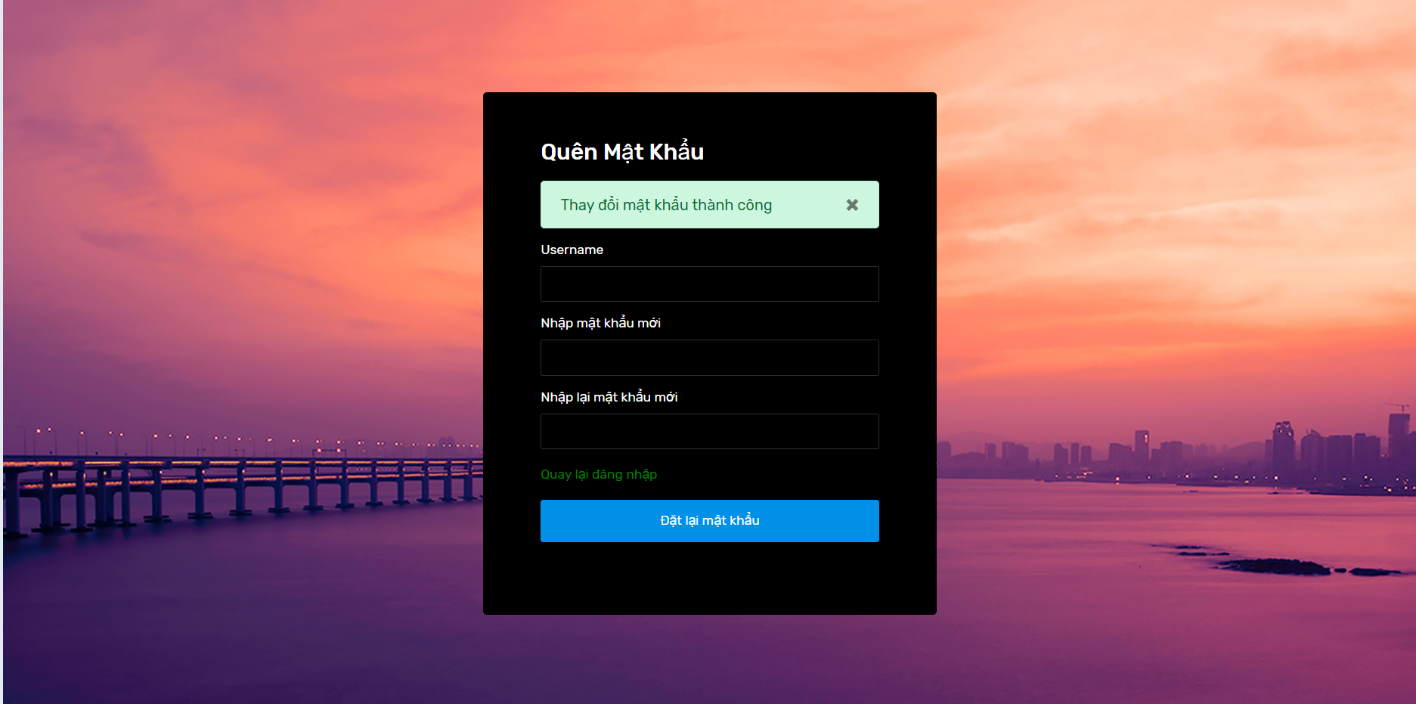 Quên Mật Khẩu
Thay đổi mật khẩu thành công ×
Username
Nhập mật khẩu mới
Nhập lại mật khẩu mới
Quay lại đăng nhập
Đặt lại mật khẩu